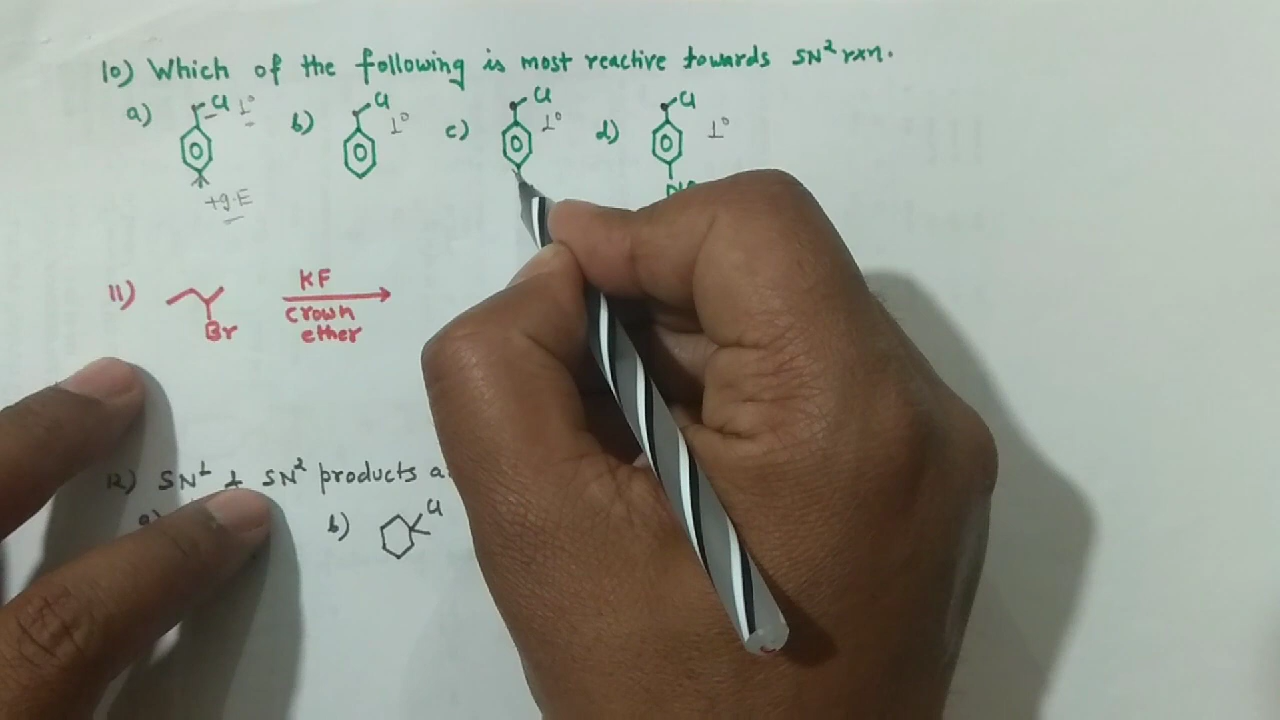 10) Which of the following is most reactive towards SN² rxn.
a) Cl 1° b) Cl 1° c) Cl 1° d) Cl 1°
+I.E
11) Br KF crown ether
12) SN¹ & SN² products
a) b) Cl